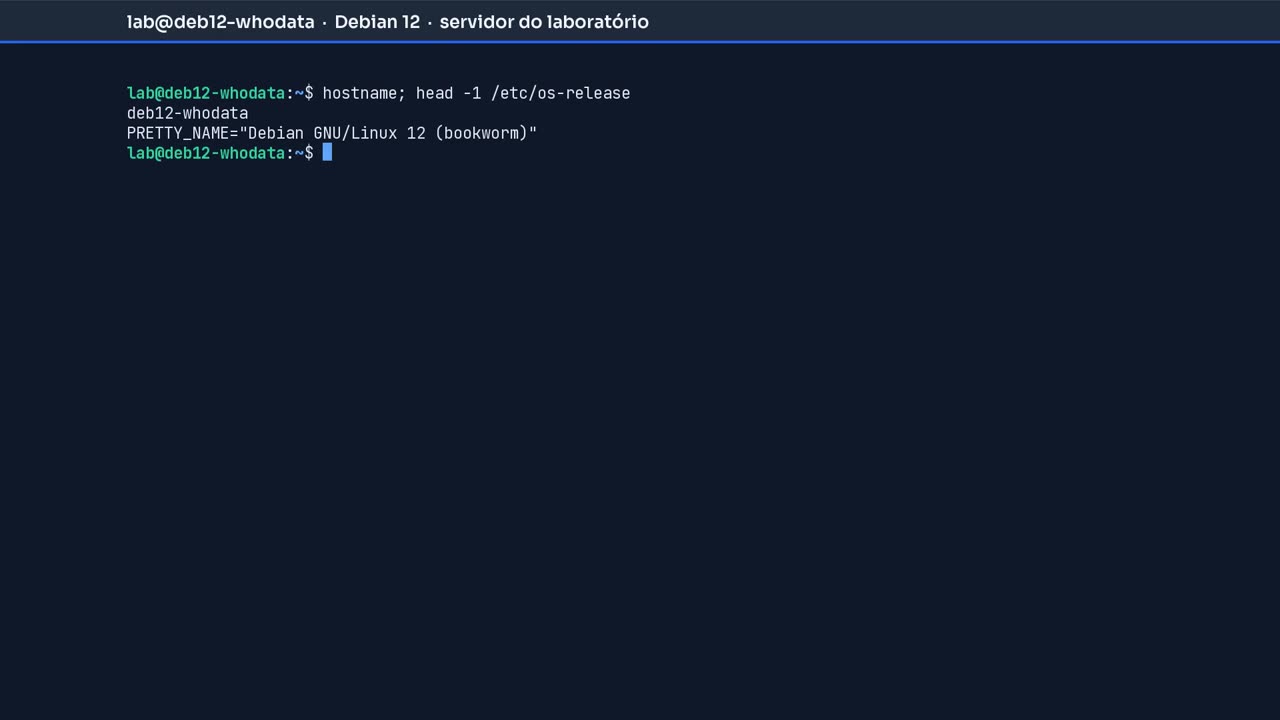 lab@deb12-whodata · Debian 12 · servidor do laboratório
lab@deb12-whodata:~$ hostname; head -1 /etc/os-release
deb12-whodata
PRETTY_NAME="Debian GNU/Linux 12 (bookworm)"
lab@deb12-whodata:~$